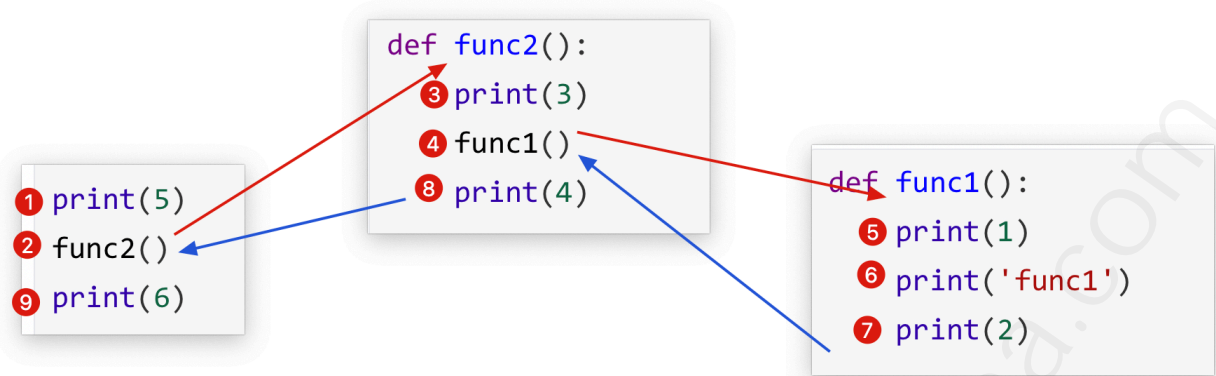 1 print(5)
2 func2()
9 print(6)
def func2():
3 print(3)
4 func1()
8 print(4)
def func1():
5 print(1)
6 print('func1')
7 print(2)
a.com